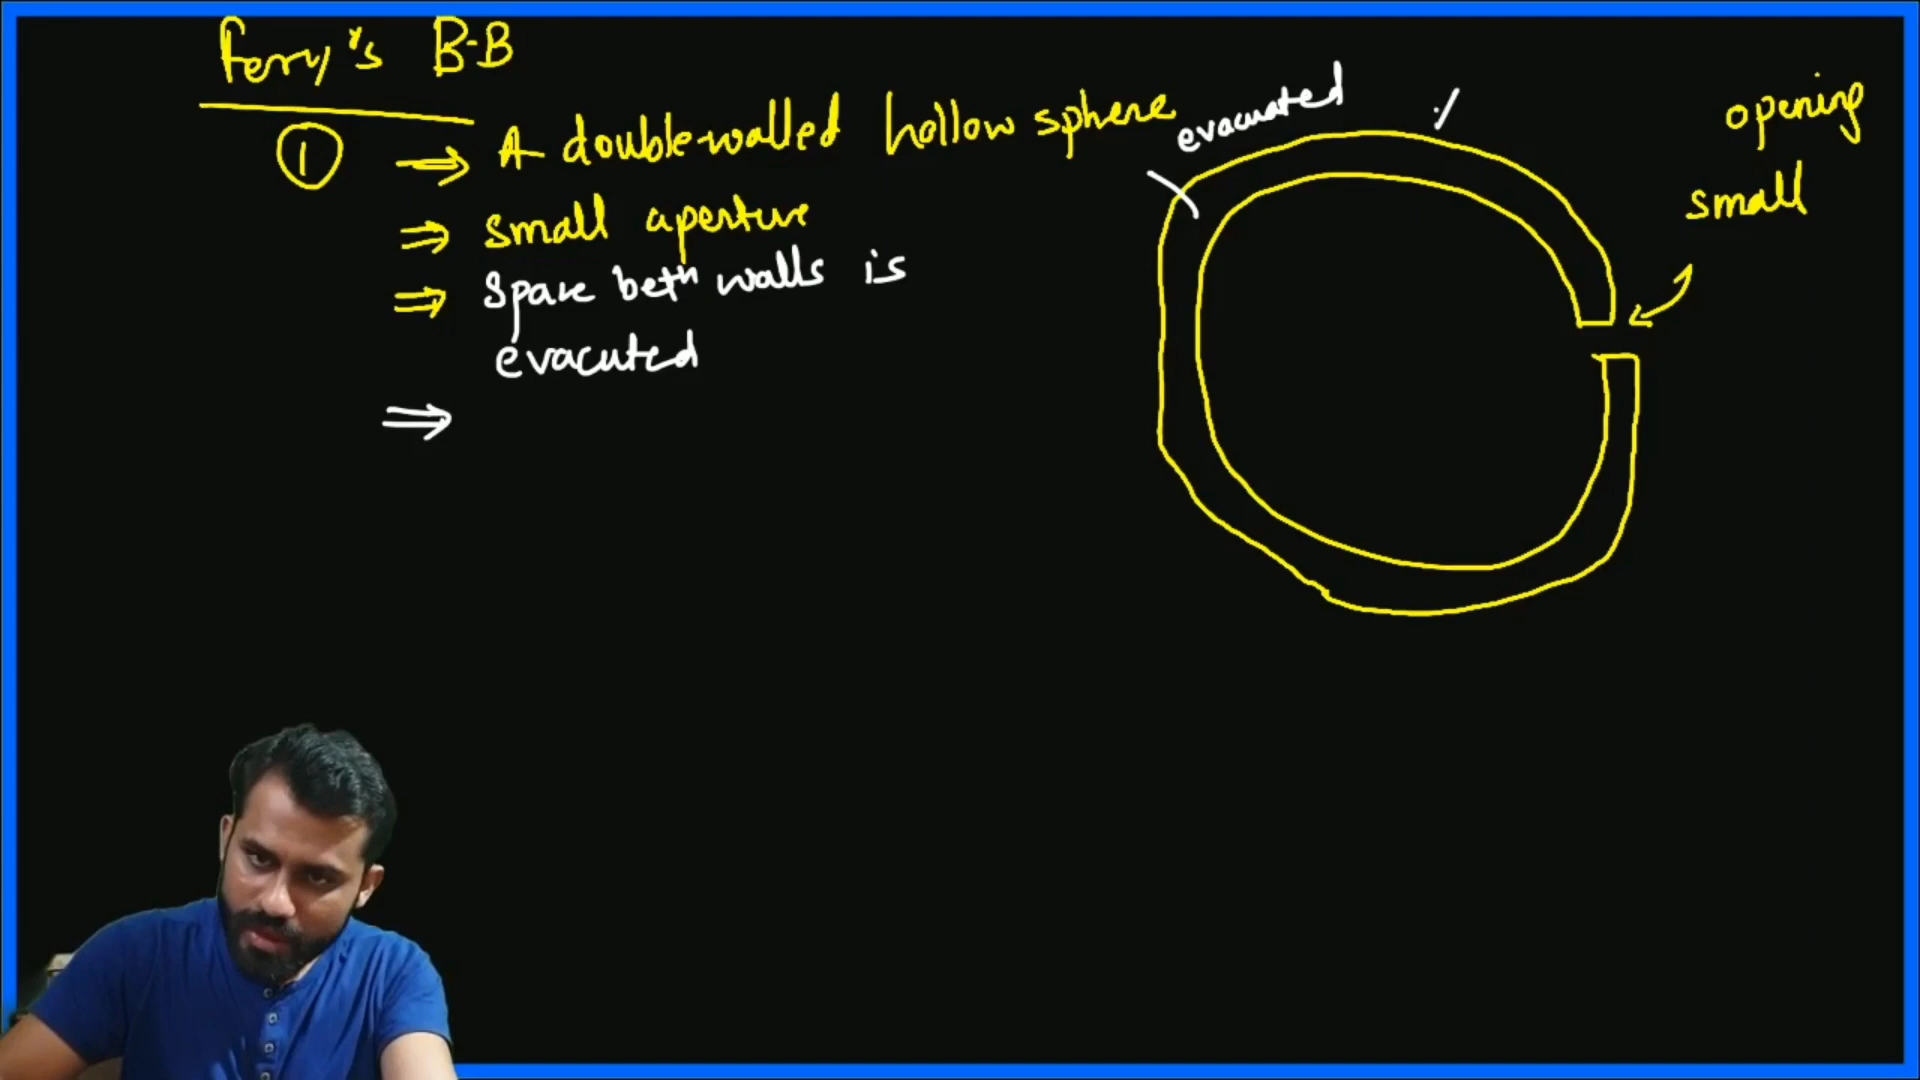 Ferry's B-B
① ⇒ A double-walled hollow sphere
⇒ small aperture
⇒ Space betn walls is
evacuted
⇒
evacuated
opening
small